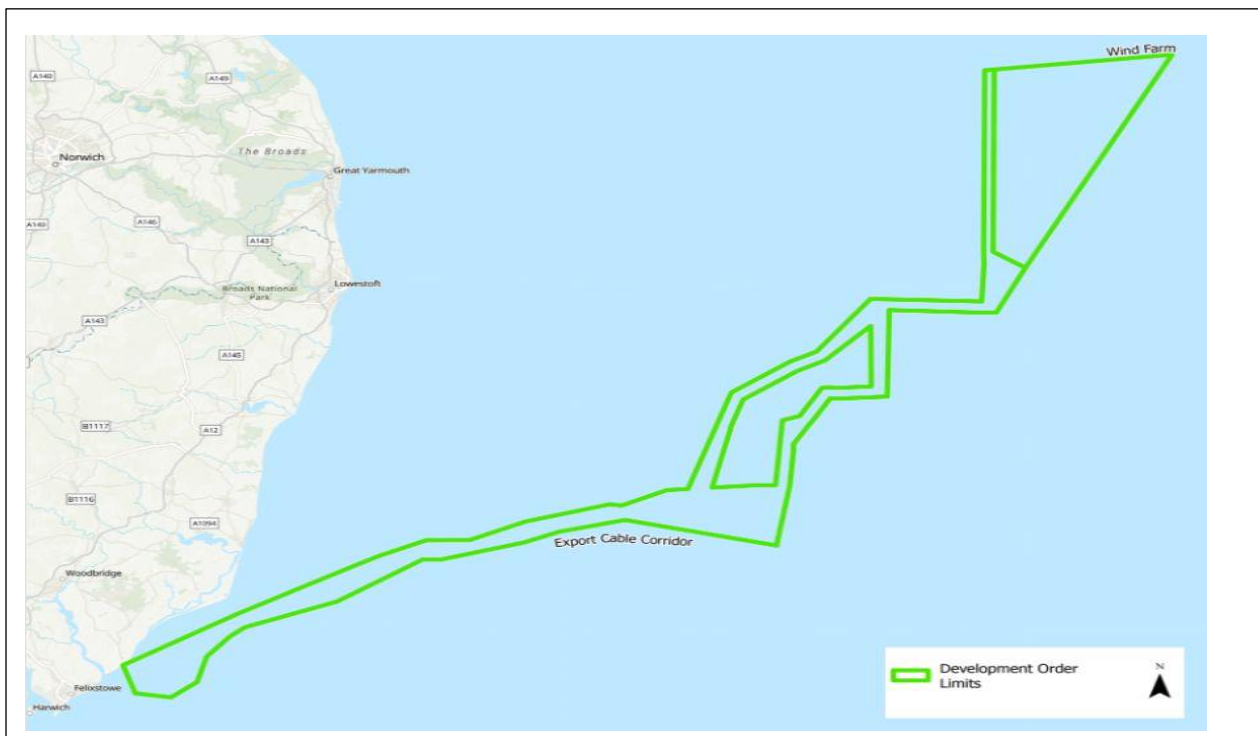 Wind Farm
A140
A149
Norwich
The Broads
Great Yarmouth
A146
A140
A143
Broads National
Park
Lowestoft
A143
A145
B1117
A12
B1116
A1094
Export Cable Corridor
Woodbridge
Development Order
Limits
N
Felixstowe
Harwich